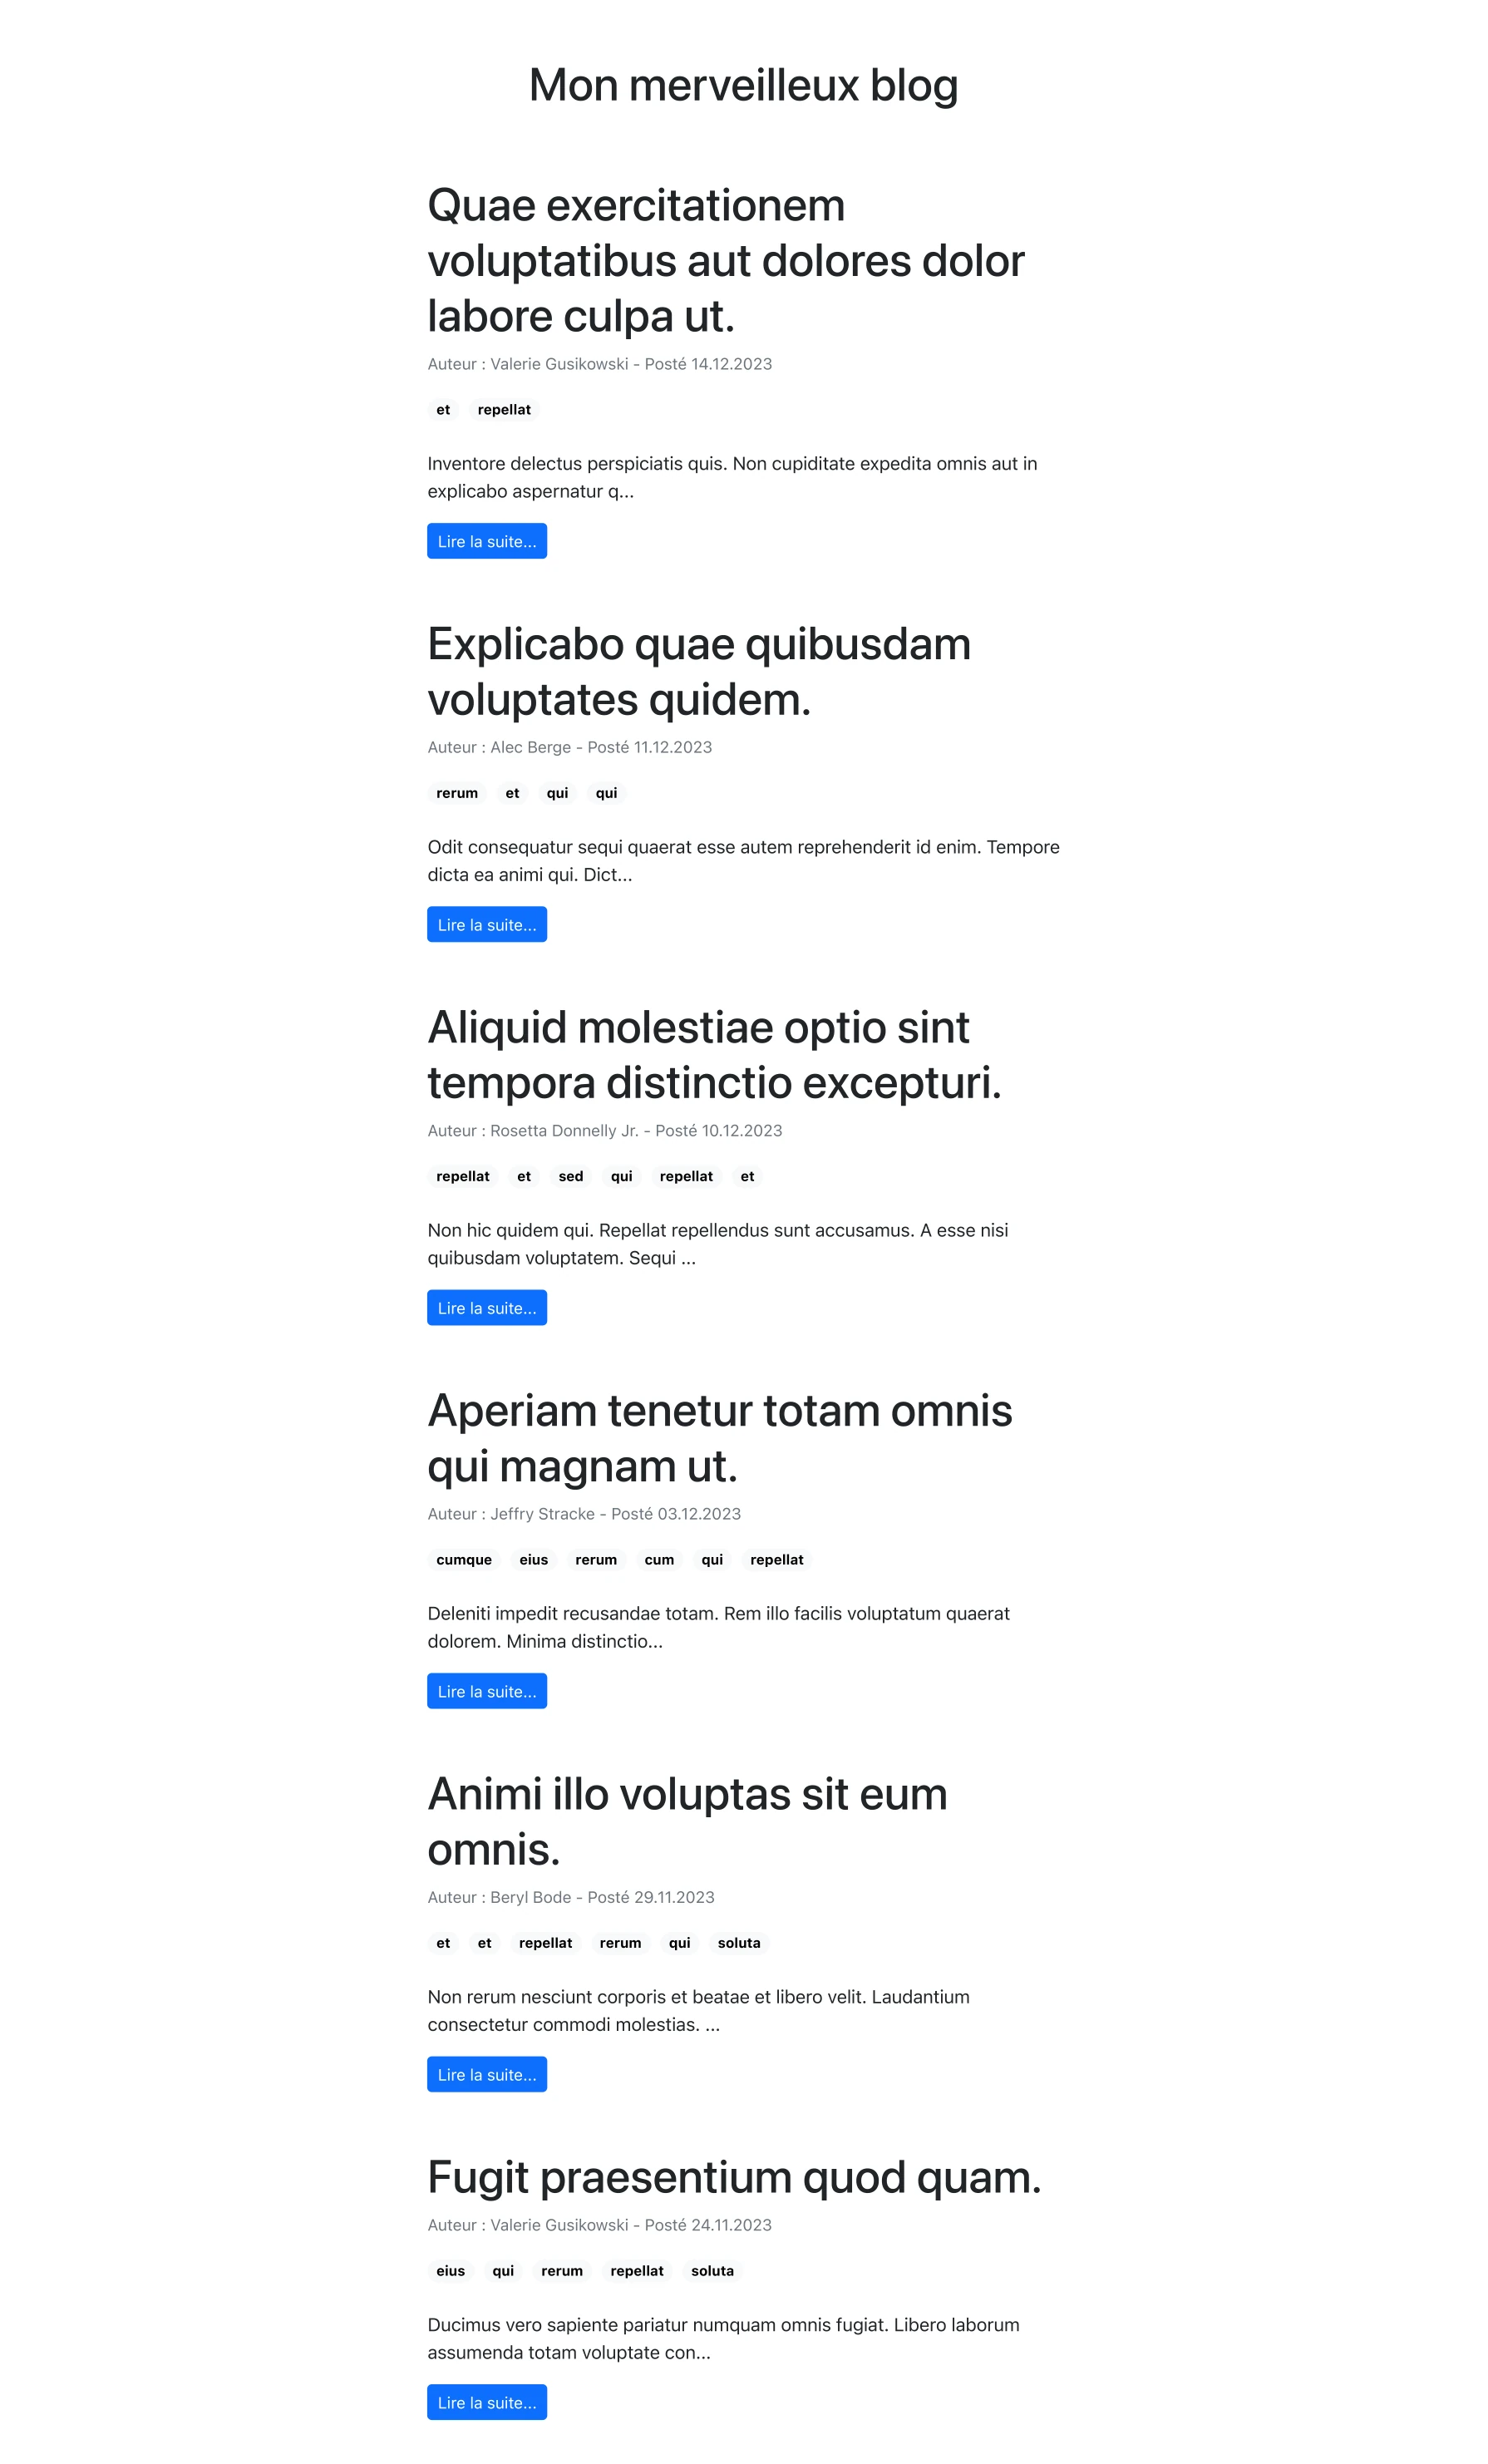 Mon merveilleux blog
Quae exercitationem
voluptatibus aut dolores dolor
labore culpa ut.
Auteur : Valerie Gusikowski - Posté 14.12.2023
et repellat
Inventore delectus perspiciatis quis. Non cupiditate expedita omnis aut in
explicabo aspernatur q...
Lire la suite...
Explicabo quae quibusdam
voluptates quidem.
Auteur : Alec Berge - Posté 11.12.2023
rerum et qui qui
Odit consequatur sequi quaerat esse autem reprehenderit id enim. Tempore
dicta ea animi qui. Dict...
Lire la suite...
Aliquid molestiae optio sint
tempora distinctio excepturi.
Auteur : Rosetta Donnelly Jr. - Posté 10.12.2023
repellat et sed qui repellat et
Non hic quidem qui. Repellat repellendus sunt accusamus. A esse nisi
quibusdam voluptatem. Sequi ...
Lire la suite...
Aperiam tenetur totam omnis
qui magnam ut.
Auteur : Jeffry Stracke - Posté 03.12.2023
cumque eius rerum cum qui repellat
Deleniti impedit recusandae totam. Rem illo facilis voluptatum quaerat
dolorem. Minima distinctio...
Lire la suite...
Animi illo voluptas sit eum
omnis.
Auteur : Beryl Bode - Posté 29.11.2023
et et repellat rerum qui soluta
Non rerum nesciunt corporis et beatae et libero velit. Laudantium
consectetur commodi molestias. ...
Lire la suite...
Fugit praesentium quod quam.
Auteur : Valerie Gusikowski - Posté 24.11.2023
eius qui rerum repellat soluta
Ducimus vero sapiente pariatur numquam omnis fugiat. Libero laborum
assumenda totam voluptate con...
Lire la suite...